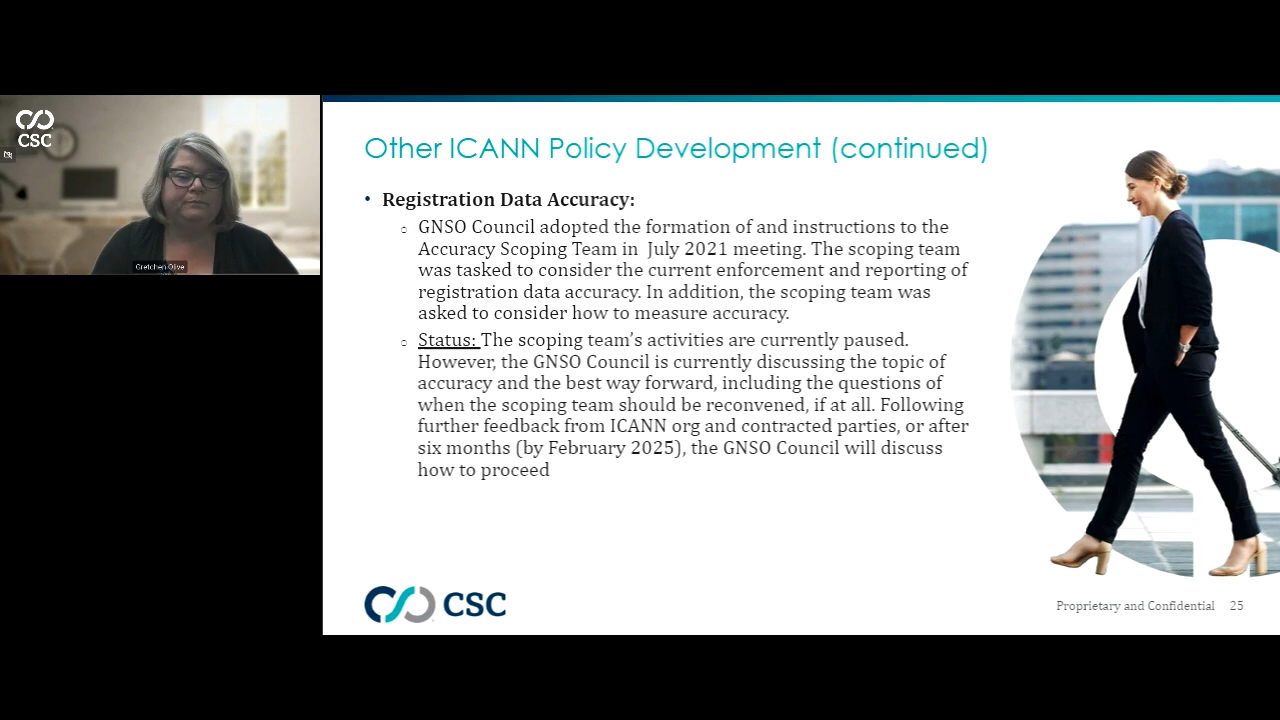 CSC
Gretchen Olive
Other ICANN Policy Development (continued)
• Registration Data Accuracy:
○ GNSO Council adopted the formation of and instructions to the
Accuracy Scoping Team in  July 2021 meeting. The scoping team
was tasked to consider the current enforcement and reporting of
registration data accuracy. In addition, the scoping team was
asked to consider how to measure accuracy.
○ Status: The scoping team’s activities are currently paused.
However, the GNSO Council is currently discussing the topic of
accuracy and the best way forward, including the questions of
when the scoping team should be reconvened, if at all. Following
further feedback from ICANN org and contracted parties, or after
six months (by February 2025), the GNSO Council will discuss
how to proceed
CSC
Proprietary and Confidential 25